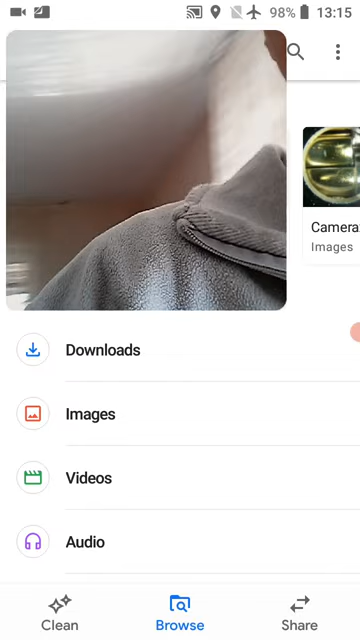 98% 13:15
Camera
Images
Downloads
Images
Videos
Audio
Clean Browse Share